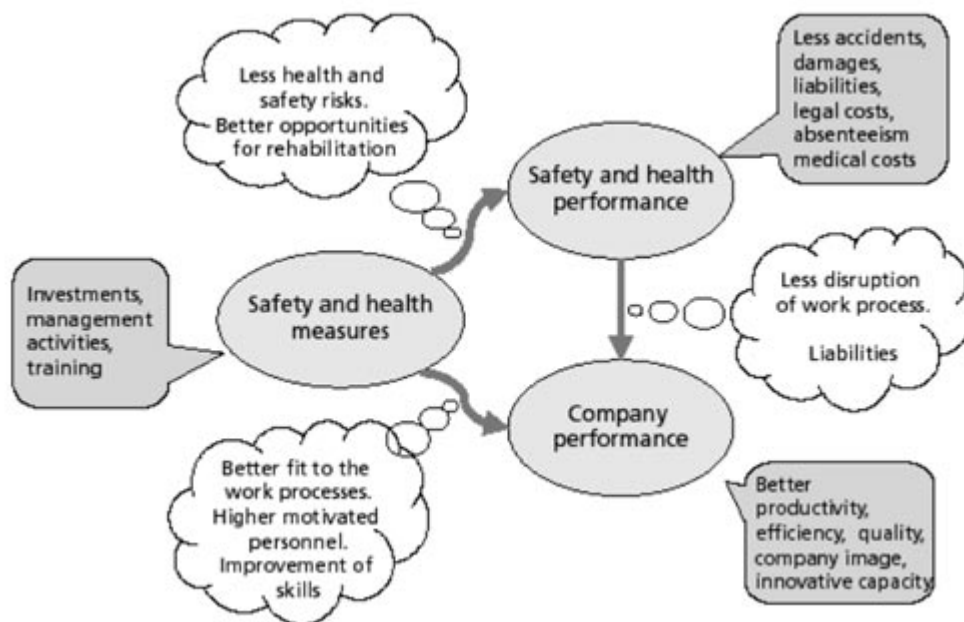 Less health and
safety risks.
Better opportunities
for rehabilitation
Less accidents,
damages,
liabilities,
legal costs,
absenteeism
medical costs
Safety and health
performance
Investments,
management
activities,
training
Safety and health
measures
Less disruption
of work process.
Liabilities
Company
performance
Better fit to the
work processes.
Higher motivated
personnel.
Improvement of
skills
Better
productivity,
efficiency, quality,
company image,
innovative capacity